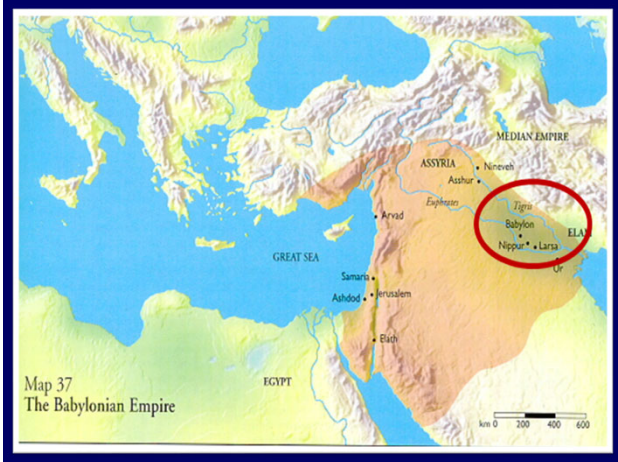 MEDIAN EMPIRE
ASSYRIA
Nineveh
Asshur
Euphrates
Tigris
Babylon
ELAM
Nippur
Larsa
Ur
Arvad
GREAT SEA
Samaria
Jerusalem
Ashdod
Elath
EGYPT
Map 37
The Babylonian Empire
km 0 200 400 600